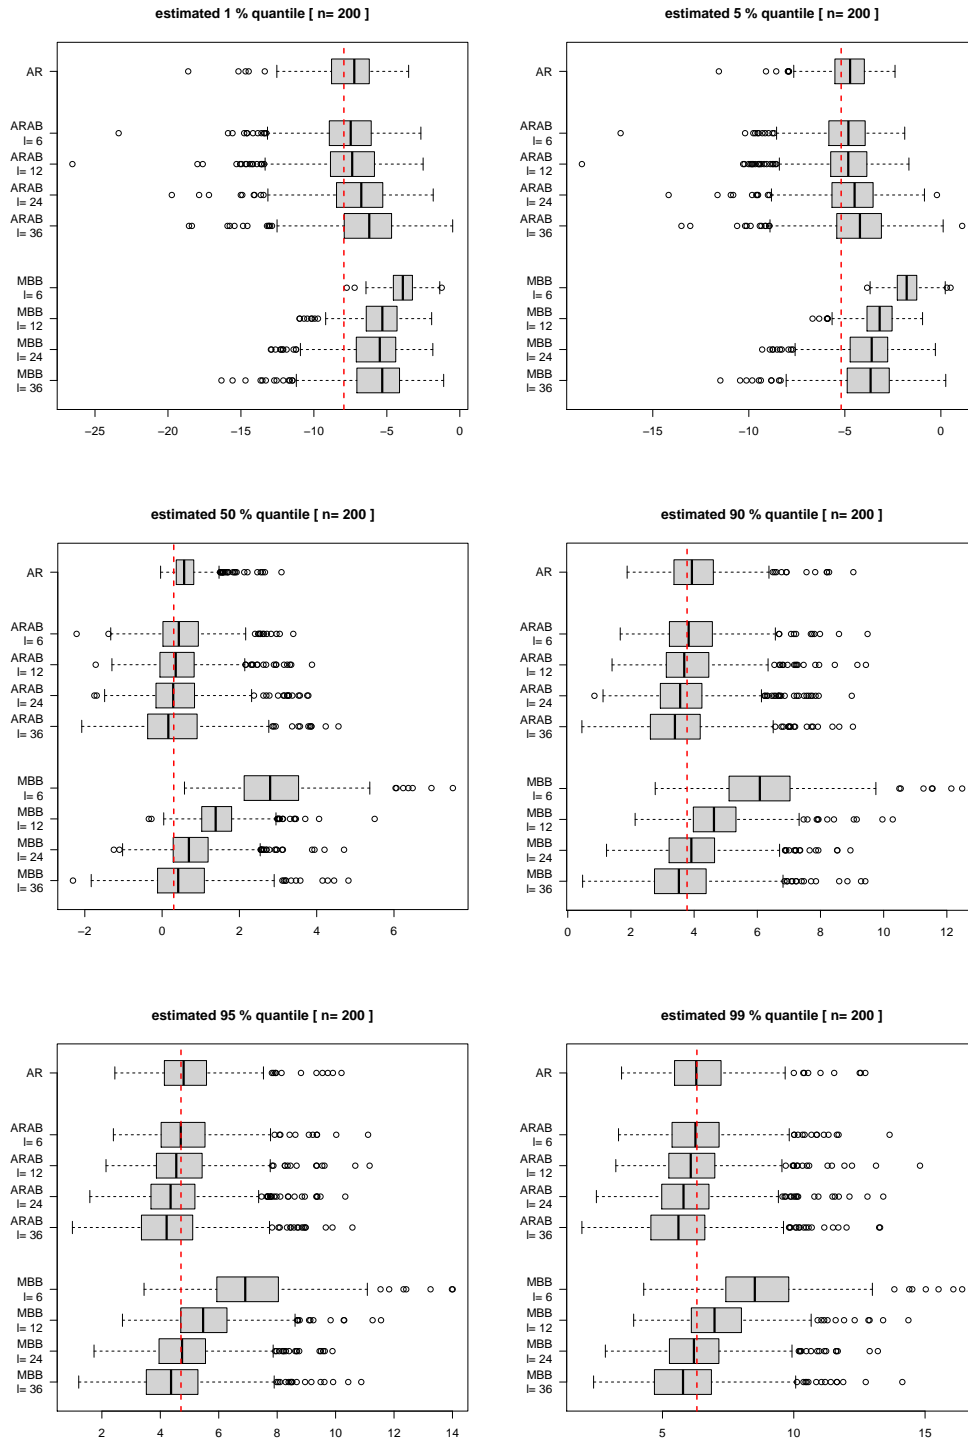 estimated 1 % quantile [ n= 200 ]
AR
ARAB
l= 6
ARAB
l= 12
ARAB
l= 24
ARAB
l= 36
MBB
l= 6
MBB
l= 12
MBB
l= 24
MBB
l= 36
−25 −20 −15 −10 −5 0
estimated 5 % quantile [ n= 200 ]
AR
ARAB
l= 6
ARAB
l= 12
ARAB
l= 24
ARAB
l= 36
MBB
l= 6
MBB
l= 12
MBB
l= 24
MBB
l= 36
−15 −10 −5 0
estimated 50 % quantile [ n= 200 ]
AR
ARAB
l= 6
ARAB
l= 12
ARAB
l= 24
ARAB
l= 36
MBB
l= 6
MBB
l= 12
MBB
l= 24
MBB
l= 36
−2 0 2 4 6
estimated 90 % quantile [ n= 200 ]
AR
ARAB
l= 6
ARAB
l= 12
ARAB
l= 24
ARAB
l= 36
MBB
l= 6
MBB
l= 12
MBB
l= 24
MBB
l= 36
0 2 4 6 8 10 12
estimated 95 % quantile [ n= 200 ]
AR
ARAB
l= 6
ARAB
l= 12
ARAB
l= 24
ARAB
l= 36
MBB
l= 6
MBB
l= 12
MBB
l= 24
MBB
l= 36
2 4 6 8 10 12 14
estimated 99 % quantile [ n= 200 ]
AR
ARAB
l= 6
ARAB
l= 12
ARAB
l= 24
ARAB
l= 36
MBB
l= 6
MBB
l= 12
MBB
l= 24
MBB
l= 36
5 10 15